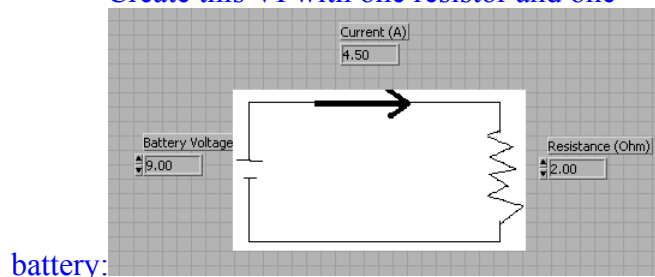 Create this VI with one resistor and one
Current (A)
4.50
Battery Voltage
9.00
Resistance (Ohm)
2.00
battery: